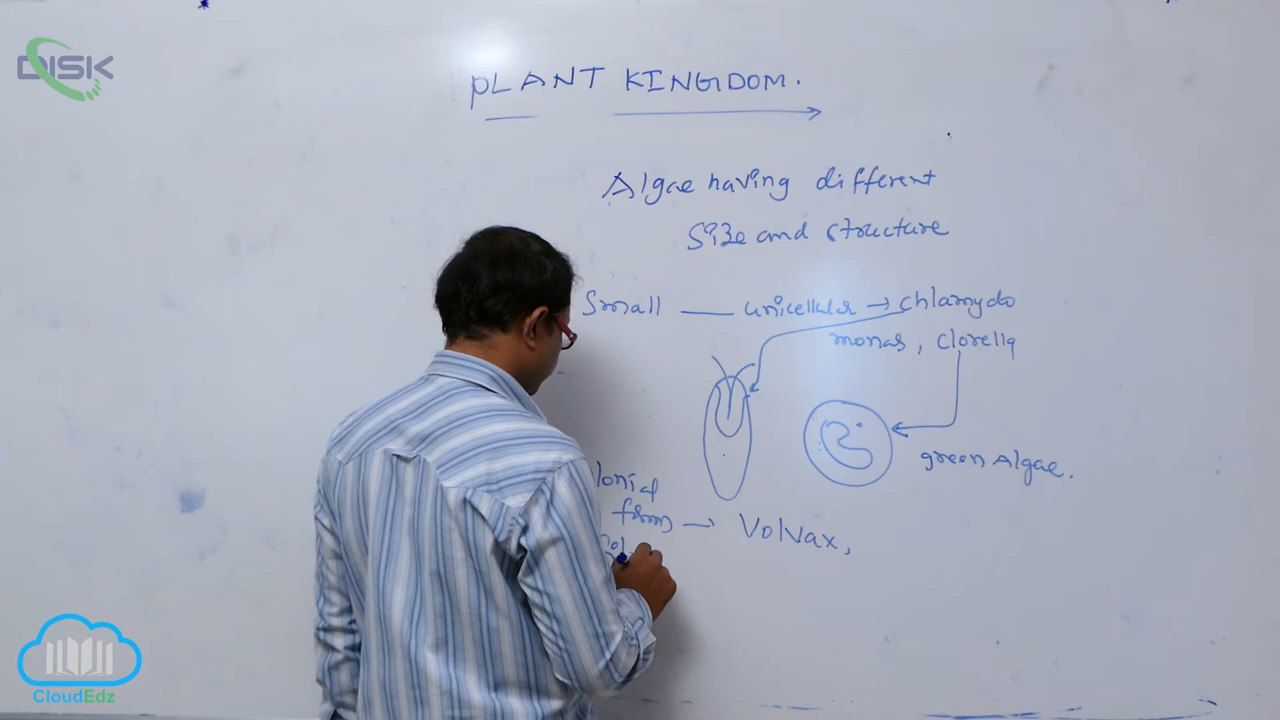 DISK
PLANT KINGDOM.
Algae having different
Size and structure
Small — unicellular → chlamydo
monas, clorella
green Algae.
lonial
form → Volvax,
CloudEdz